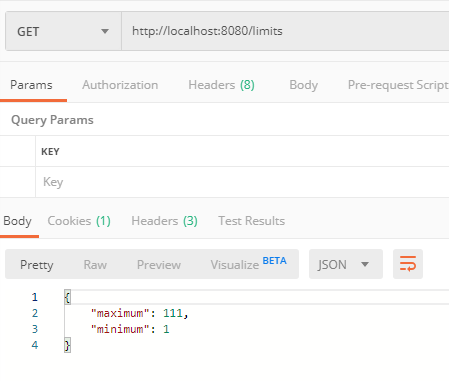 GET http://localhost:8080/limits
Params Authorization Headers (8) Body Pre-request Script
Query Params
KEY
Key
Body Cookies (1) Headers (3) Test Results
Pretty Raw Preview Visualize BETA JSON
1 {
2 "maximum": 111,
3 "minimum": 1
4 }